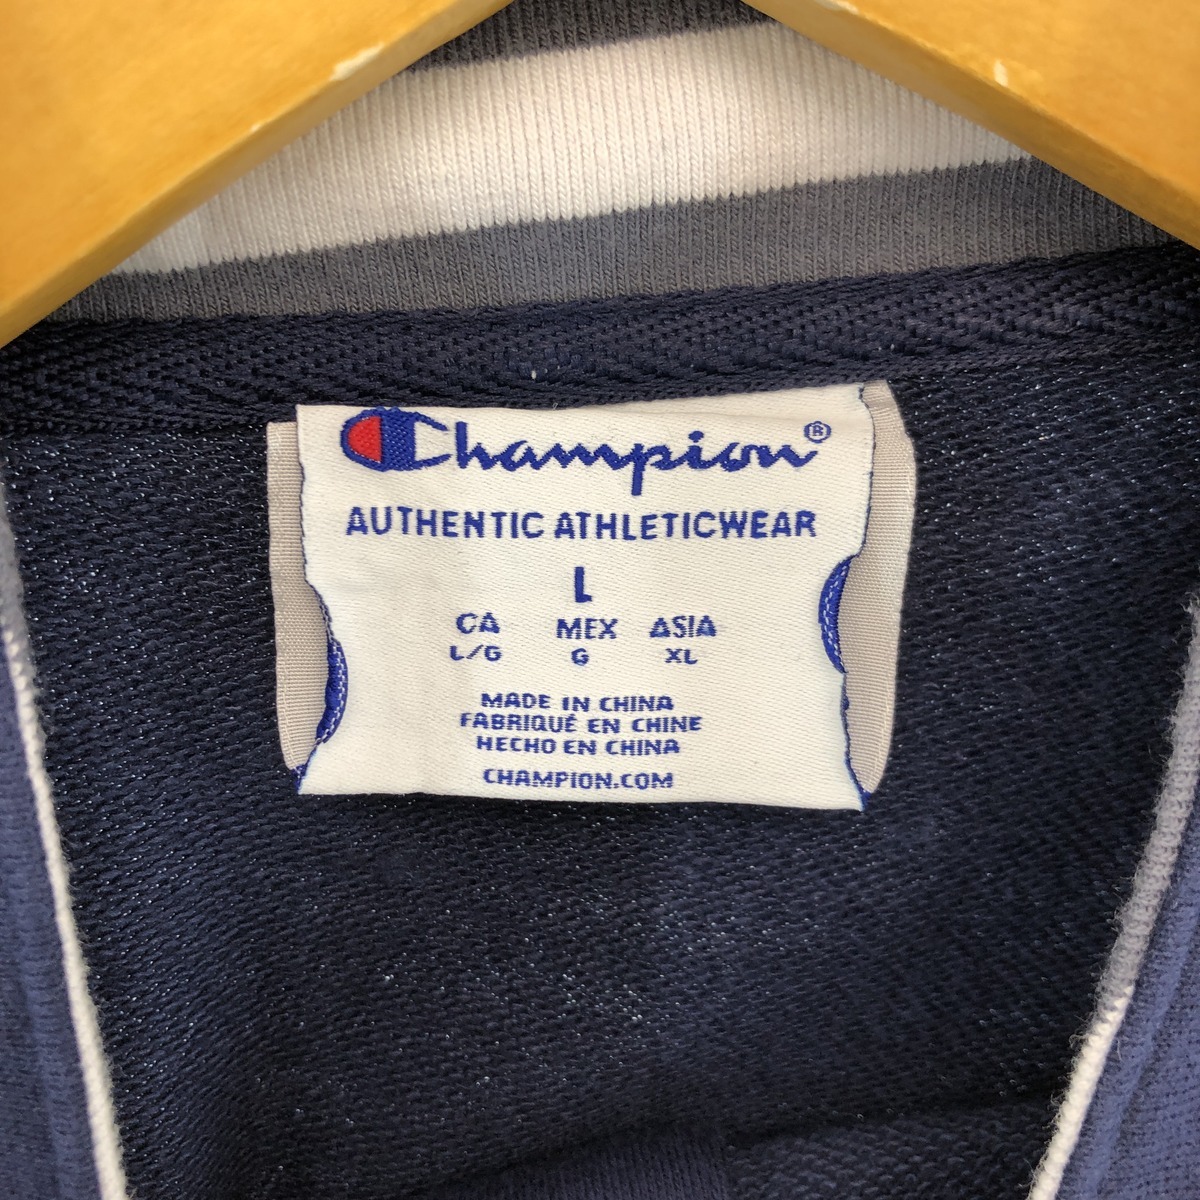 Champion®
AUTHENTIC ATHLETICWEAR
L
CA MEX ASIA
L/G G XL
MADE IN CHINA
FABRIQUÉ EN CHINE
HECHO EN CHINA
CHAMPION.COM